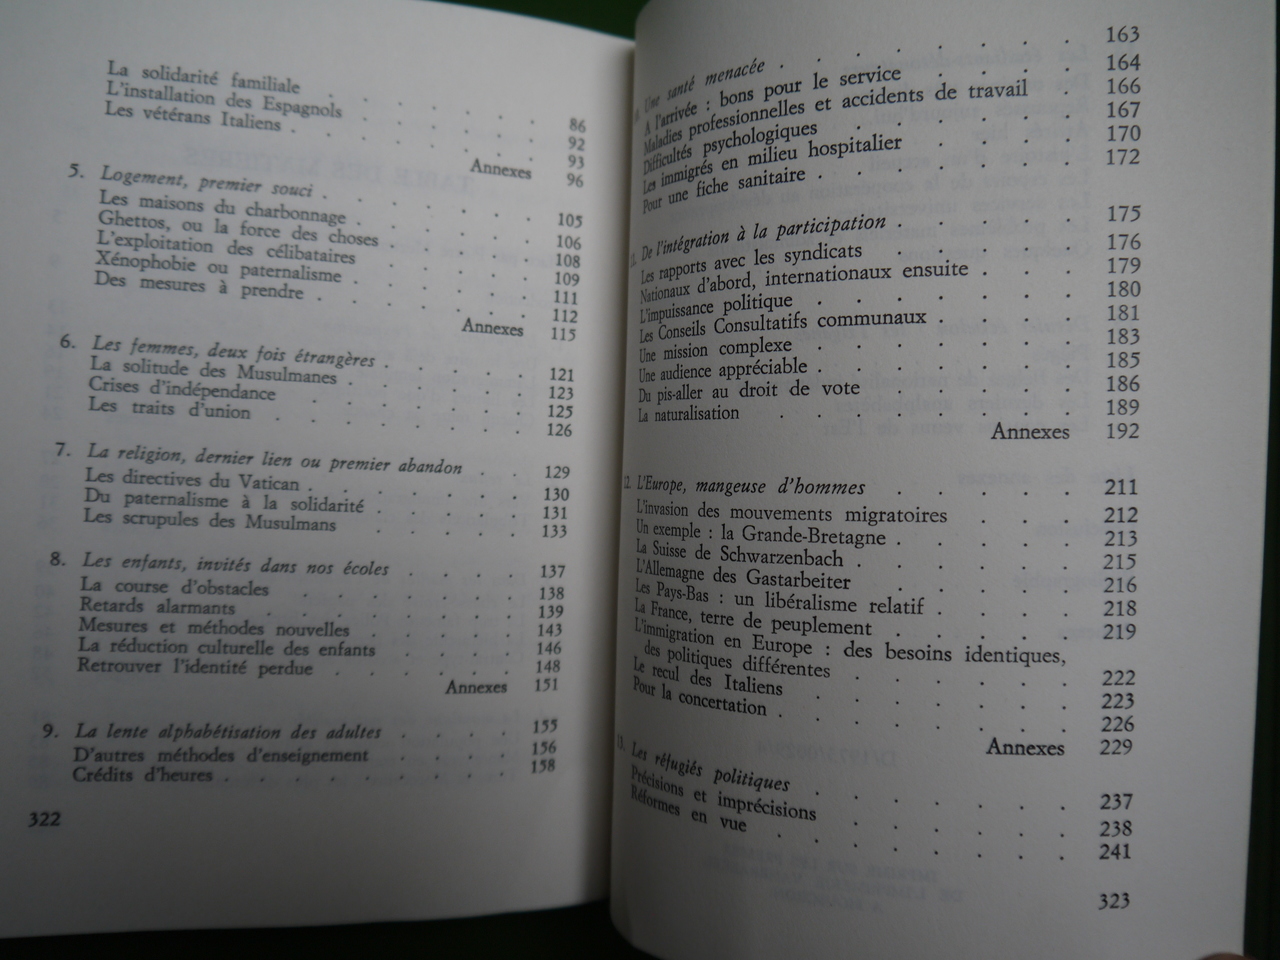 La solidarité familiale . . . . . . . 86
L'installation des Espagnols . . . . . 92
Les vétérans Italiens . . . . . . . 93
Annexes 96
5. Logement, premier souci . . . . . . . 105
Les maisons du charbonnage . . . . . . 106
Ghettos, ou la force des choses . . . . . 108
L'exploitation des célibataires . . . . . 109
Xénophobie ou paternalisme . . . . . . 111
Des mesures à prendre . . . . . . . 112
Annexes 115
6. Les femmes, deux fois étrangères . . . . . 121
La solitude des Musulmanes . . . . . . 123
Crises d'indépendance . . . . . . . 125
Les traits d'union . . . . . . . . 126
7. La religion, dernier lien ou premier abandon . . 129
Les directives du Vatican . . . . . . . 130
Du paternalisme à la solidarité . . . . . 131
Les scrupules des Musulmans . . . . . . 133
8. Les enfants, invités dans nos écoles . . . . 137
La course d'obstacles . . . . . . . 138
Retards alarmants . . . . . . . . 139
Mesures et méthodes nouvelles . . . . . 143
La réduction culturelle des enfants . . . . 146
Retrouver l'identité perdue . . . . . . 148
Annexes 151
9. La lente alphabétisation des adultes . . . . 155
D'autres méthodes d'enseignement . . . . 156
Crédits d'heures . . . . . . . . . 158
322
Une santé menacée . . . . . . . . 163
A l'arrivée : bons pour le service . . . . 164
Maladies professionnelles et accidents de travail . 166
Difficultés psychologiques . . . . . . 167
Les immigrés en milieu hospitalier . . . . 170
Pour une fiche sanitaire . . . . . . . 172
11. De l'intégration à la participation . . . . . 175
Les rapports avec les syndicats . . . . . 176
Nationaux d'abord, internationaux ensuite . . . 179
L'impuissance politique . . . . . . . 180
Les Conseils Consultatifs communaux . . . . 181
Une mission complexe . . . . . . . 183
Une audience appréciable . . . . . . . 185
Du pis-aller au droit de vote . . . . . 186
La naturalisation . . . . . . . . 189
Annexes 192
12. L'Europe, mangeuse d'hommes . . . . . 211
L'invasion des mouvements migratoires . . . 212
Un exemple : la Grande-Bretagne . . . . . 213
La Suisse de Schwarzenbach . . . . . . 215
L'Allemagne des Gastarbeiter . . . . . 216
Les Pays-Bas : un libéralisme relatif . . . . 218
La France, terre de peuplement . . . . . 219
L'immigration en Europe : des besoins identiques,
des politiques différentes . . . . . . 222
Le recul des Italiens . . . . . . . 223
Pour la concertation . . . . . . . . 226
Annexes 229
13. Les réfugiés politiques . . . . . . . 237
Précisions et imprécisions . . . . . . 238
Réformes en vue . . . . . . . . 241
323